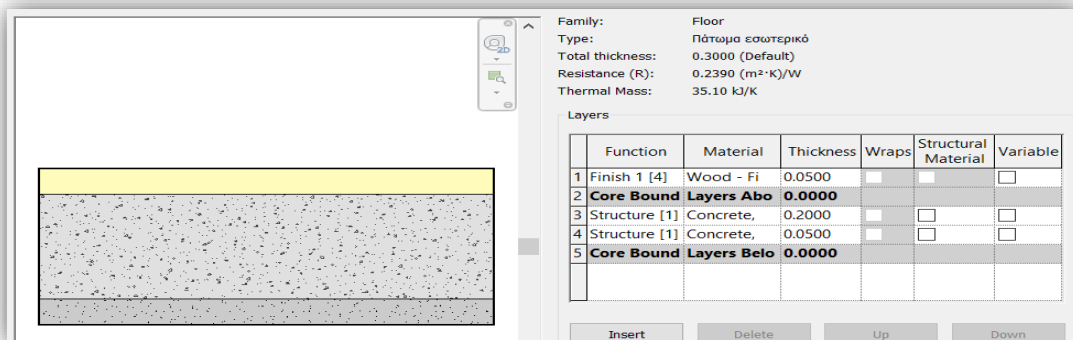 2D
Family: Floor
Type: Πάτωμα εσωτερικό
Total thickness: 0.3000 (Default)
Resistance (R): 0.2390 (m²·K)/W
Thermal Mass: 35.10 kJ/K
Layers
Function Material Thickness Wraps Structural Material Variable
1 Finish 1 [4] Wood - Fi 0.0500
2 Core Bound Layers Abo 0.0000
3 Structure [1] Concrete, 0.2000
4 Structure [1] Concrete, 0.0500
5 Core Bound Layers Belo 0.0000
Insert Delete Up Down